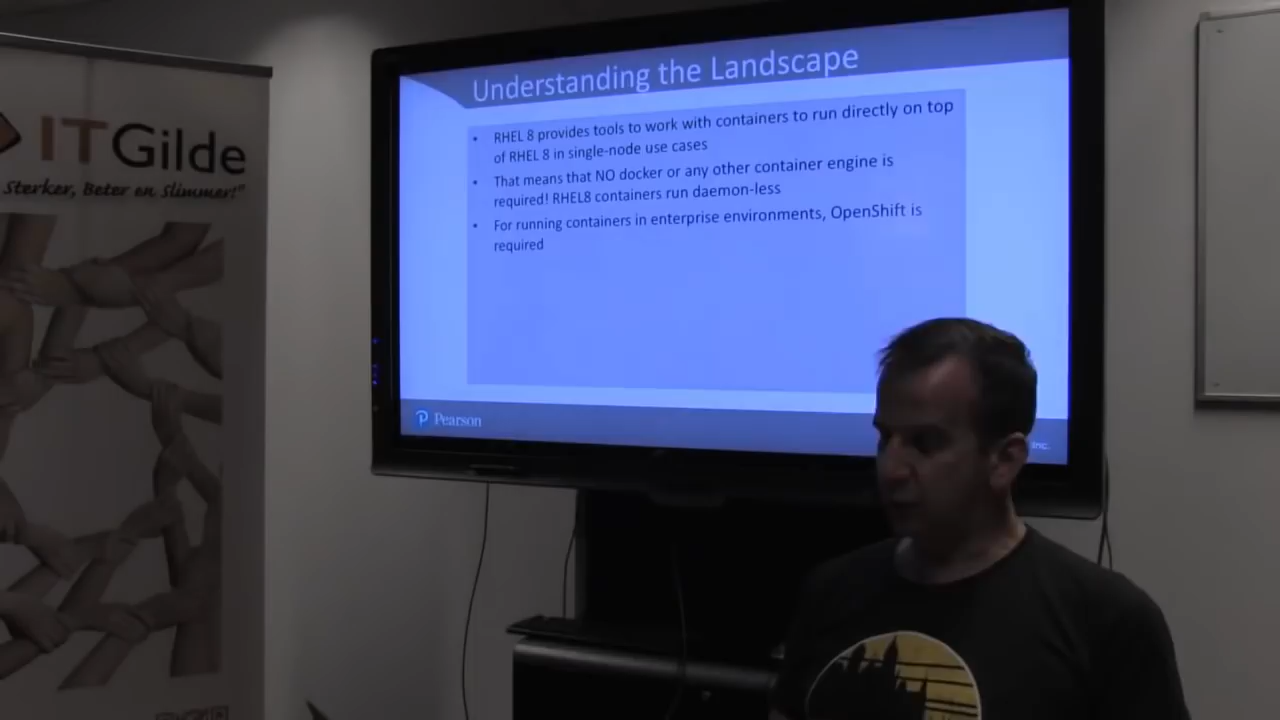 ITGilde
Sterker, Beter en Slimmer!"
Understanding the Landscape
• RHEL 8 provides tools to work with containers to run directly on top
of RHEL 8 in single-node use cases
• That means that NO docker or any other container engine is
required! RHEL8 containers run daemon-less
• For running containers in enterprise environments, OpenShift is
required
Pearson
Inc.